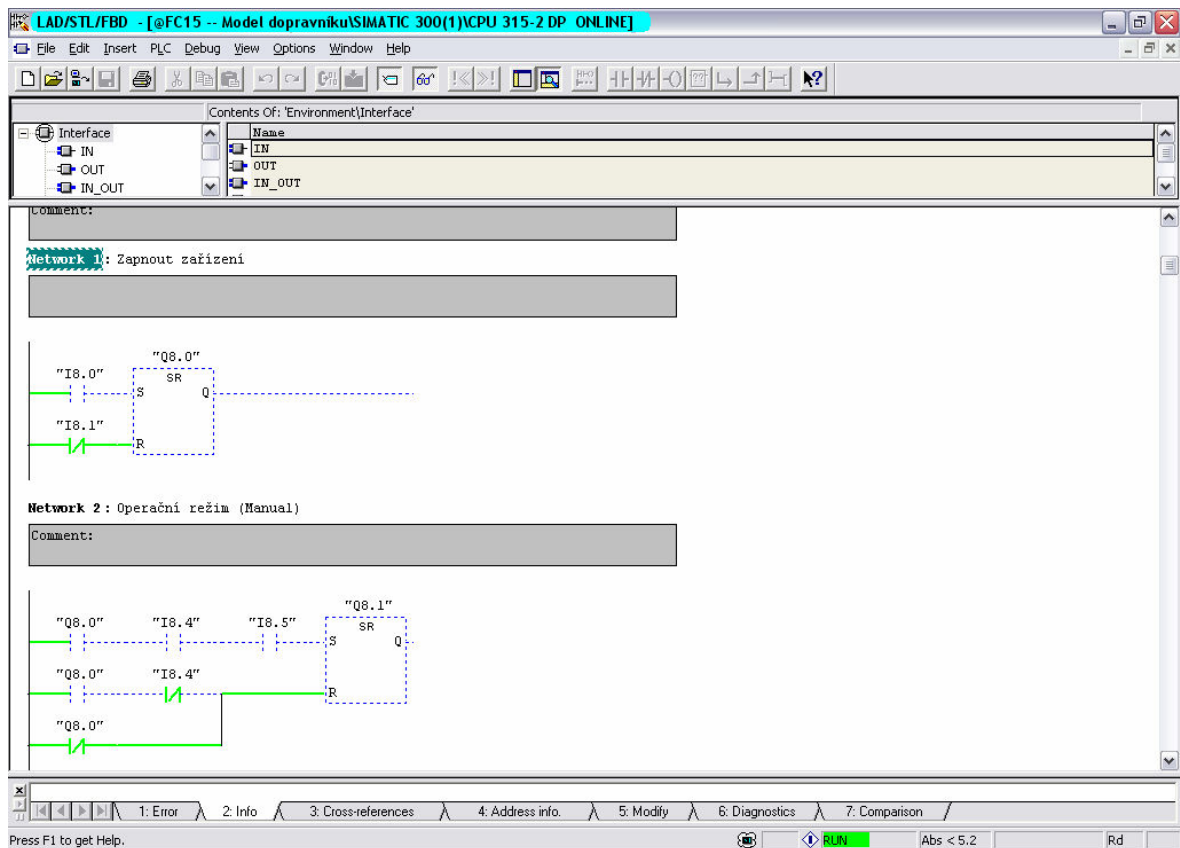 LAD/STL/FBD - [@FC15 -- Model dopravníku\SIMATIC 300(1)\CPU 315-2 DP ONLINE]
File Edit Insert PLC Debug View Options Window Help
Contents Of: 'Environment\Interface'
Interface
IN
OUT
IN_OUT
Name
IN
OUT
IN_OUT
Comment:
Network 1: Zapnout zařízení
"Q8.0"
"I8.0" SR
S Q
"I8.1"
R
Network 2: Operační režim (Manual)
Comment:
"Q8.1"
"Q8.0" "I8.4" "I8.5" SR
S Q
"Q8.0" "I8.4"
R
"Q8.0"
1: Error 2: Info 3: Cross-references 4: Address info. 5: Modify 6: Diagnostics 7: Comparison
Press F1 to get Help. RUN Abs < 5.2 Rd